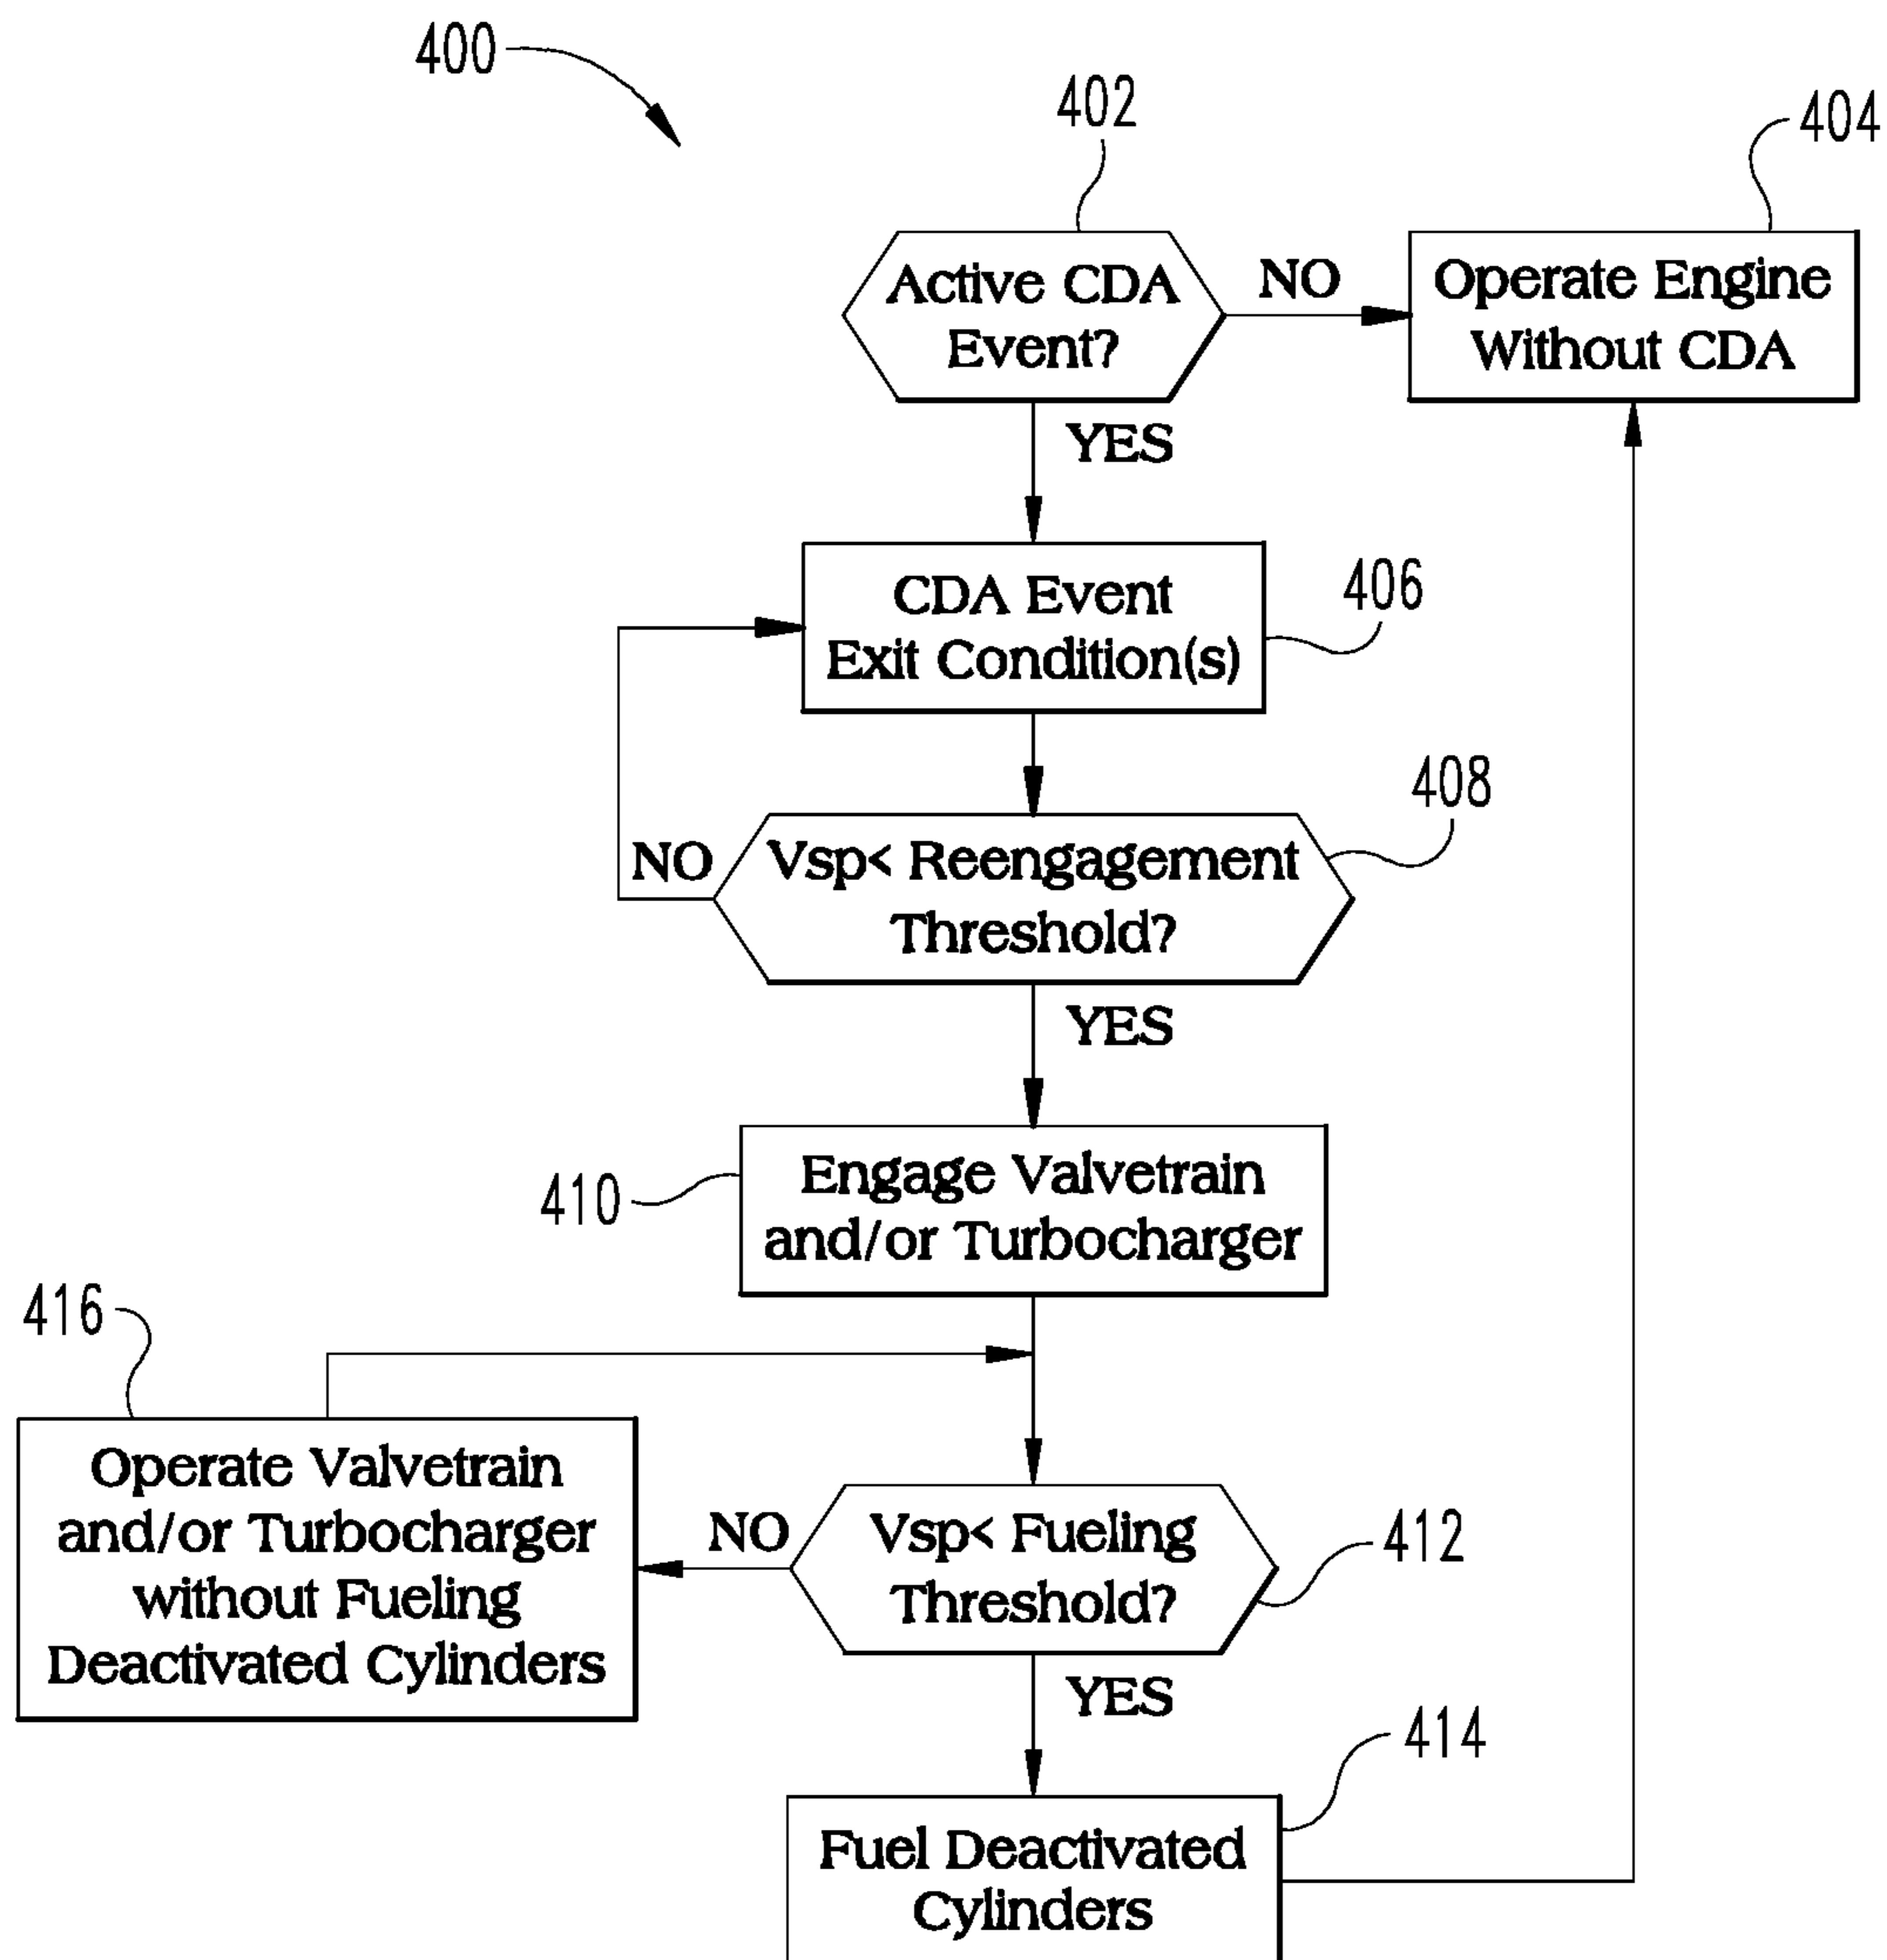 400
402
404
Active CDA
Event?
NO
Operate Engine
Without CDA
YES
CDA Event
Exit Condition(s)
406
408
NO
Vsp< Reengagement
Threshold?
YES
410
Engage Valvetrain
and/or Turbocharger
416
Operate Valvetrain
and/or Turbocharger
without Fueling
Deactivated Cylinders
NO
Vsp< Fueling
Threshold?
412
YES
414
Fuel Deactivated
Cylinders